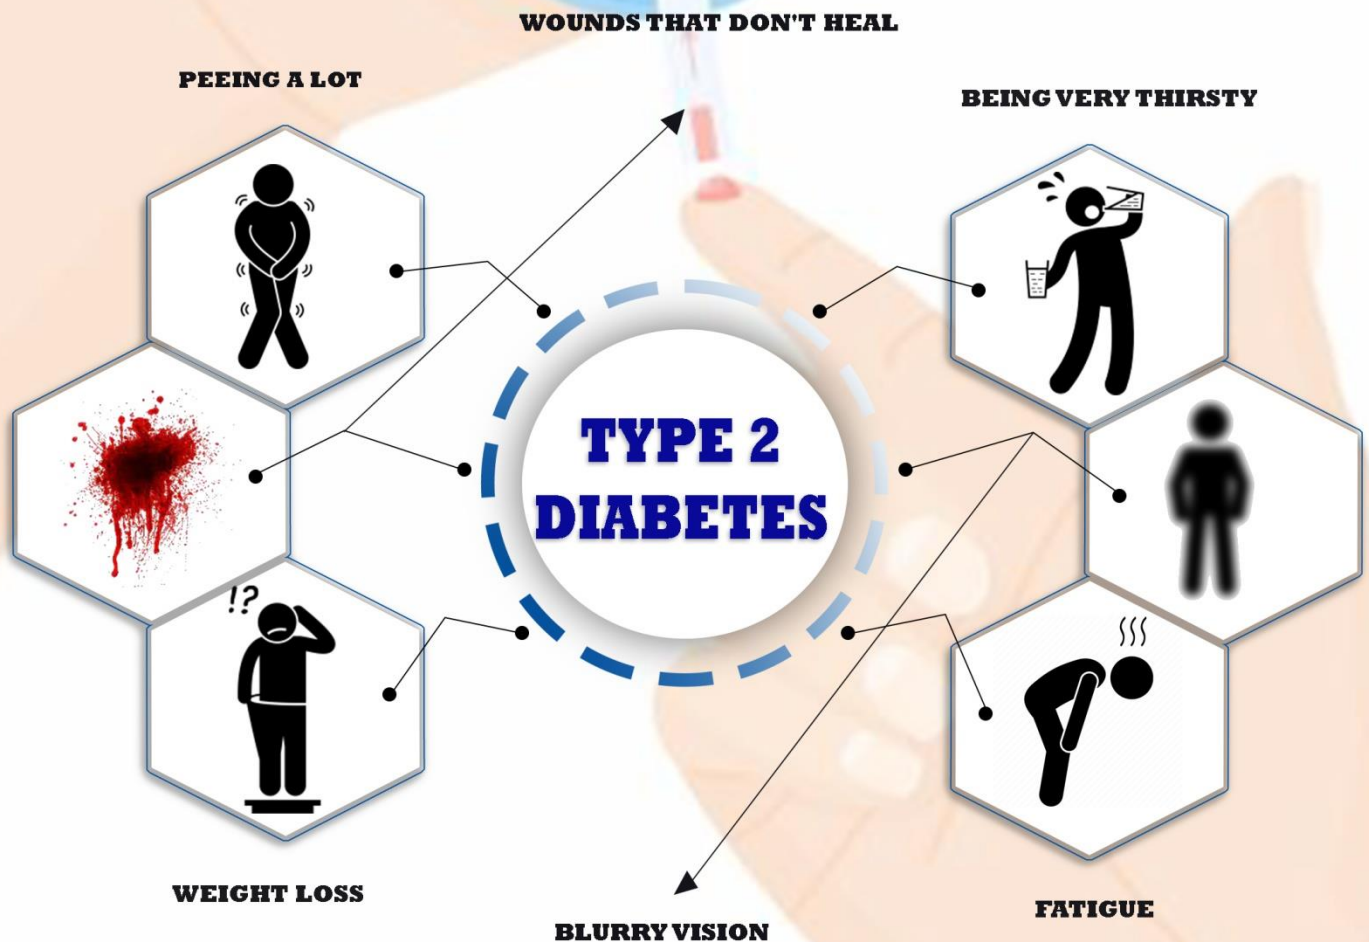 WOUNDS THAT DON'T HEAL
PEEING A LOT
BEING VERY THIRSTY
TYPE 2
DIABETES
!?
WEIGHT LOSS
FATIGUE
BLURRY VISION